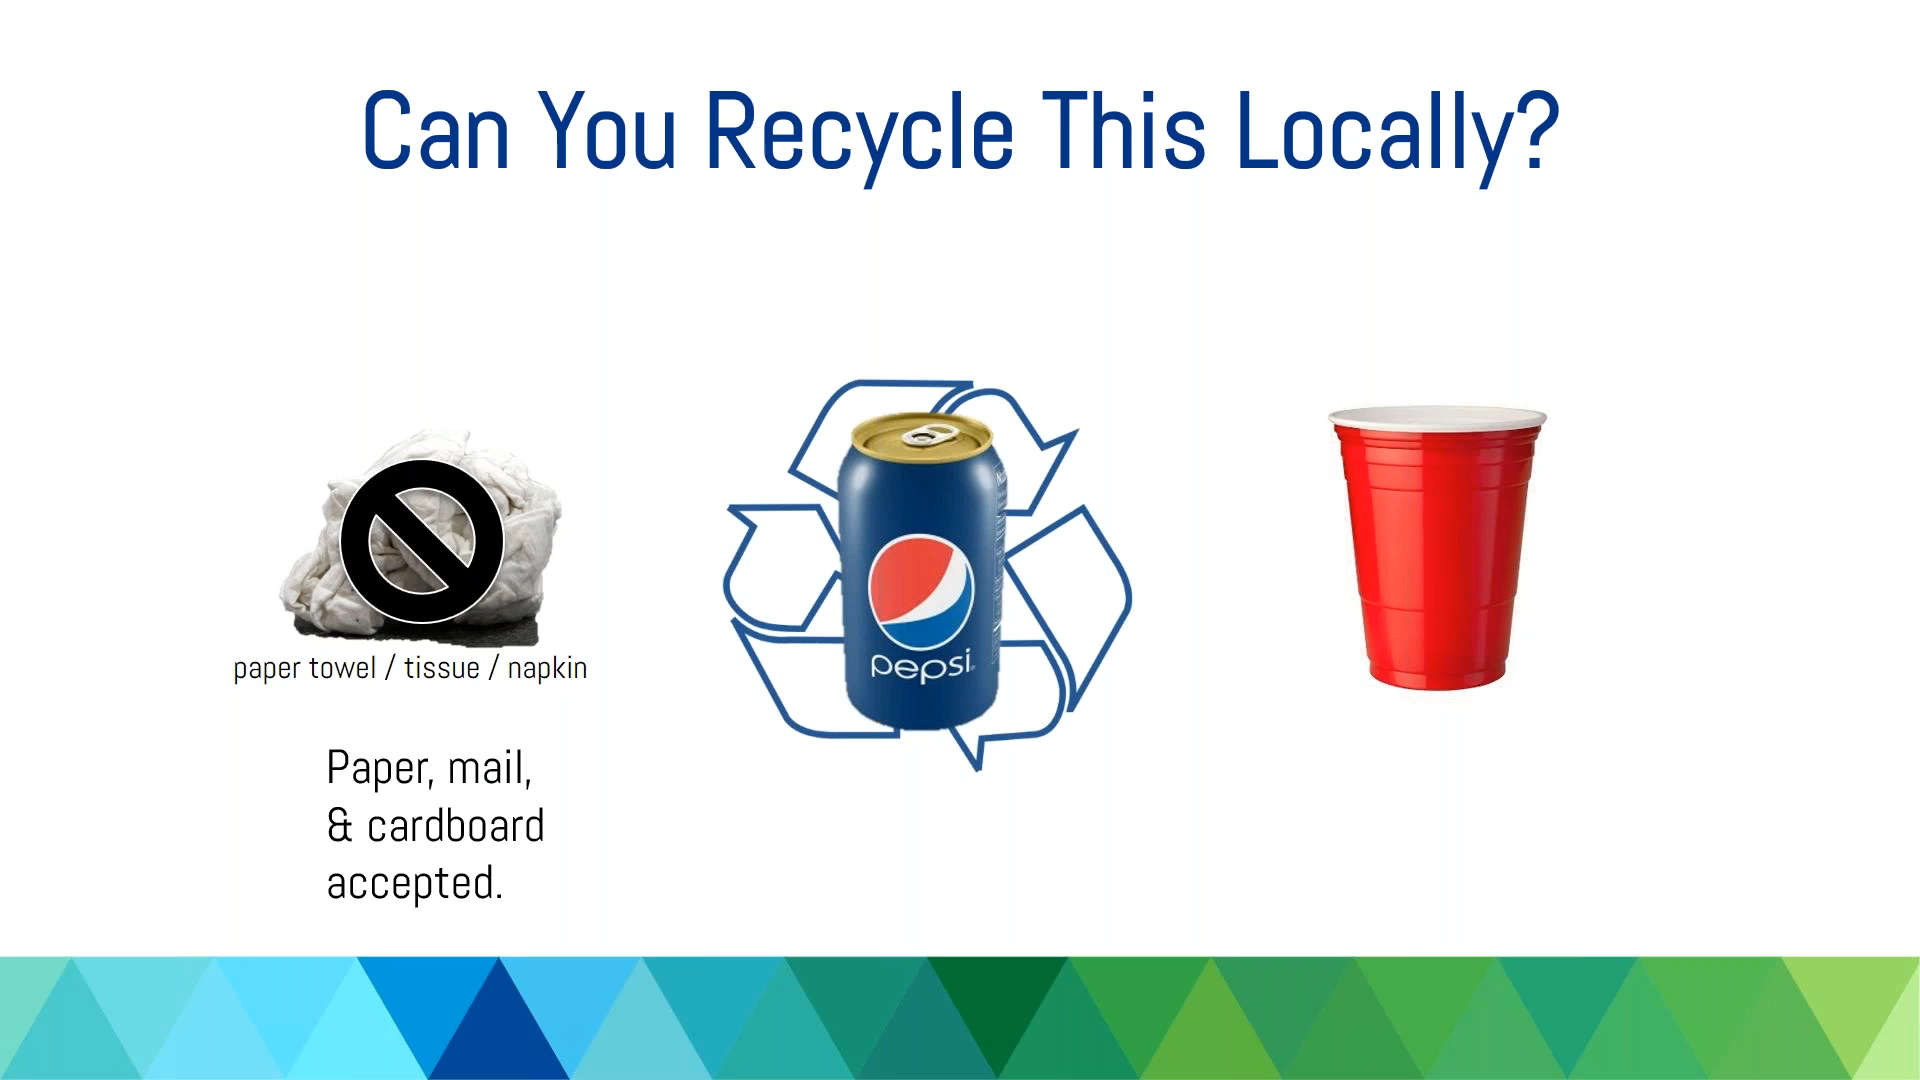 Can You Recycle This Locally?
pepsi
paper towel / tissue / napkin
Paper, mail,
& cardboard
accepted.